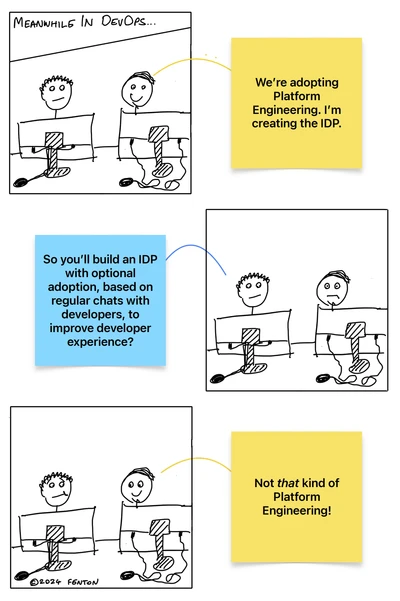 MEANWHILE IN DEVOPS...
We're adopting
Platform
Engineering. I'm
creating the IDP.
So you'll build an IDP
with optional
adoption, based on
regular chats with
developers, to
improve developer
experience?
Not that kind of
Platform
Engineering!
©2024 FENTON